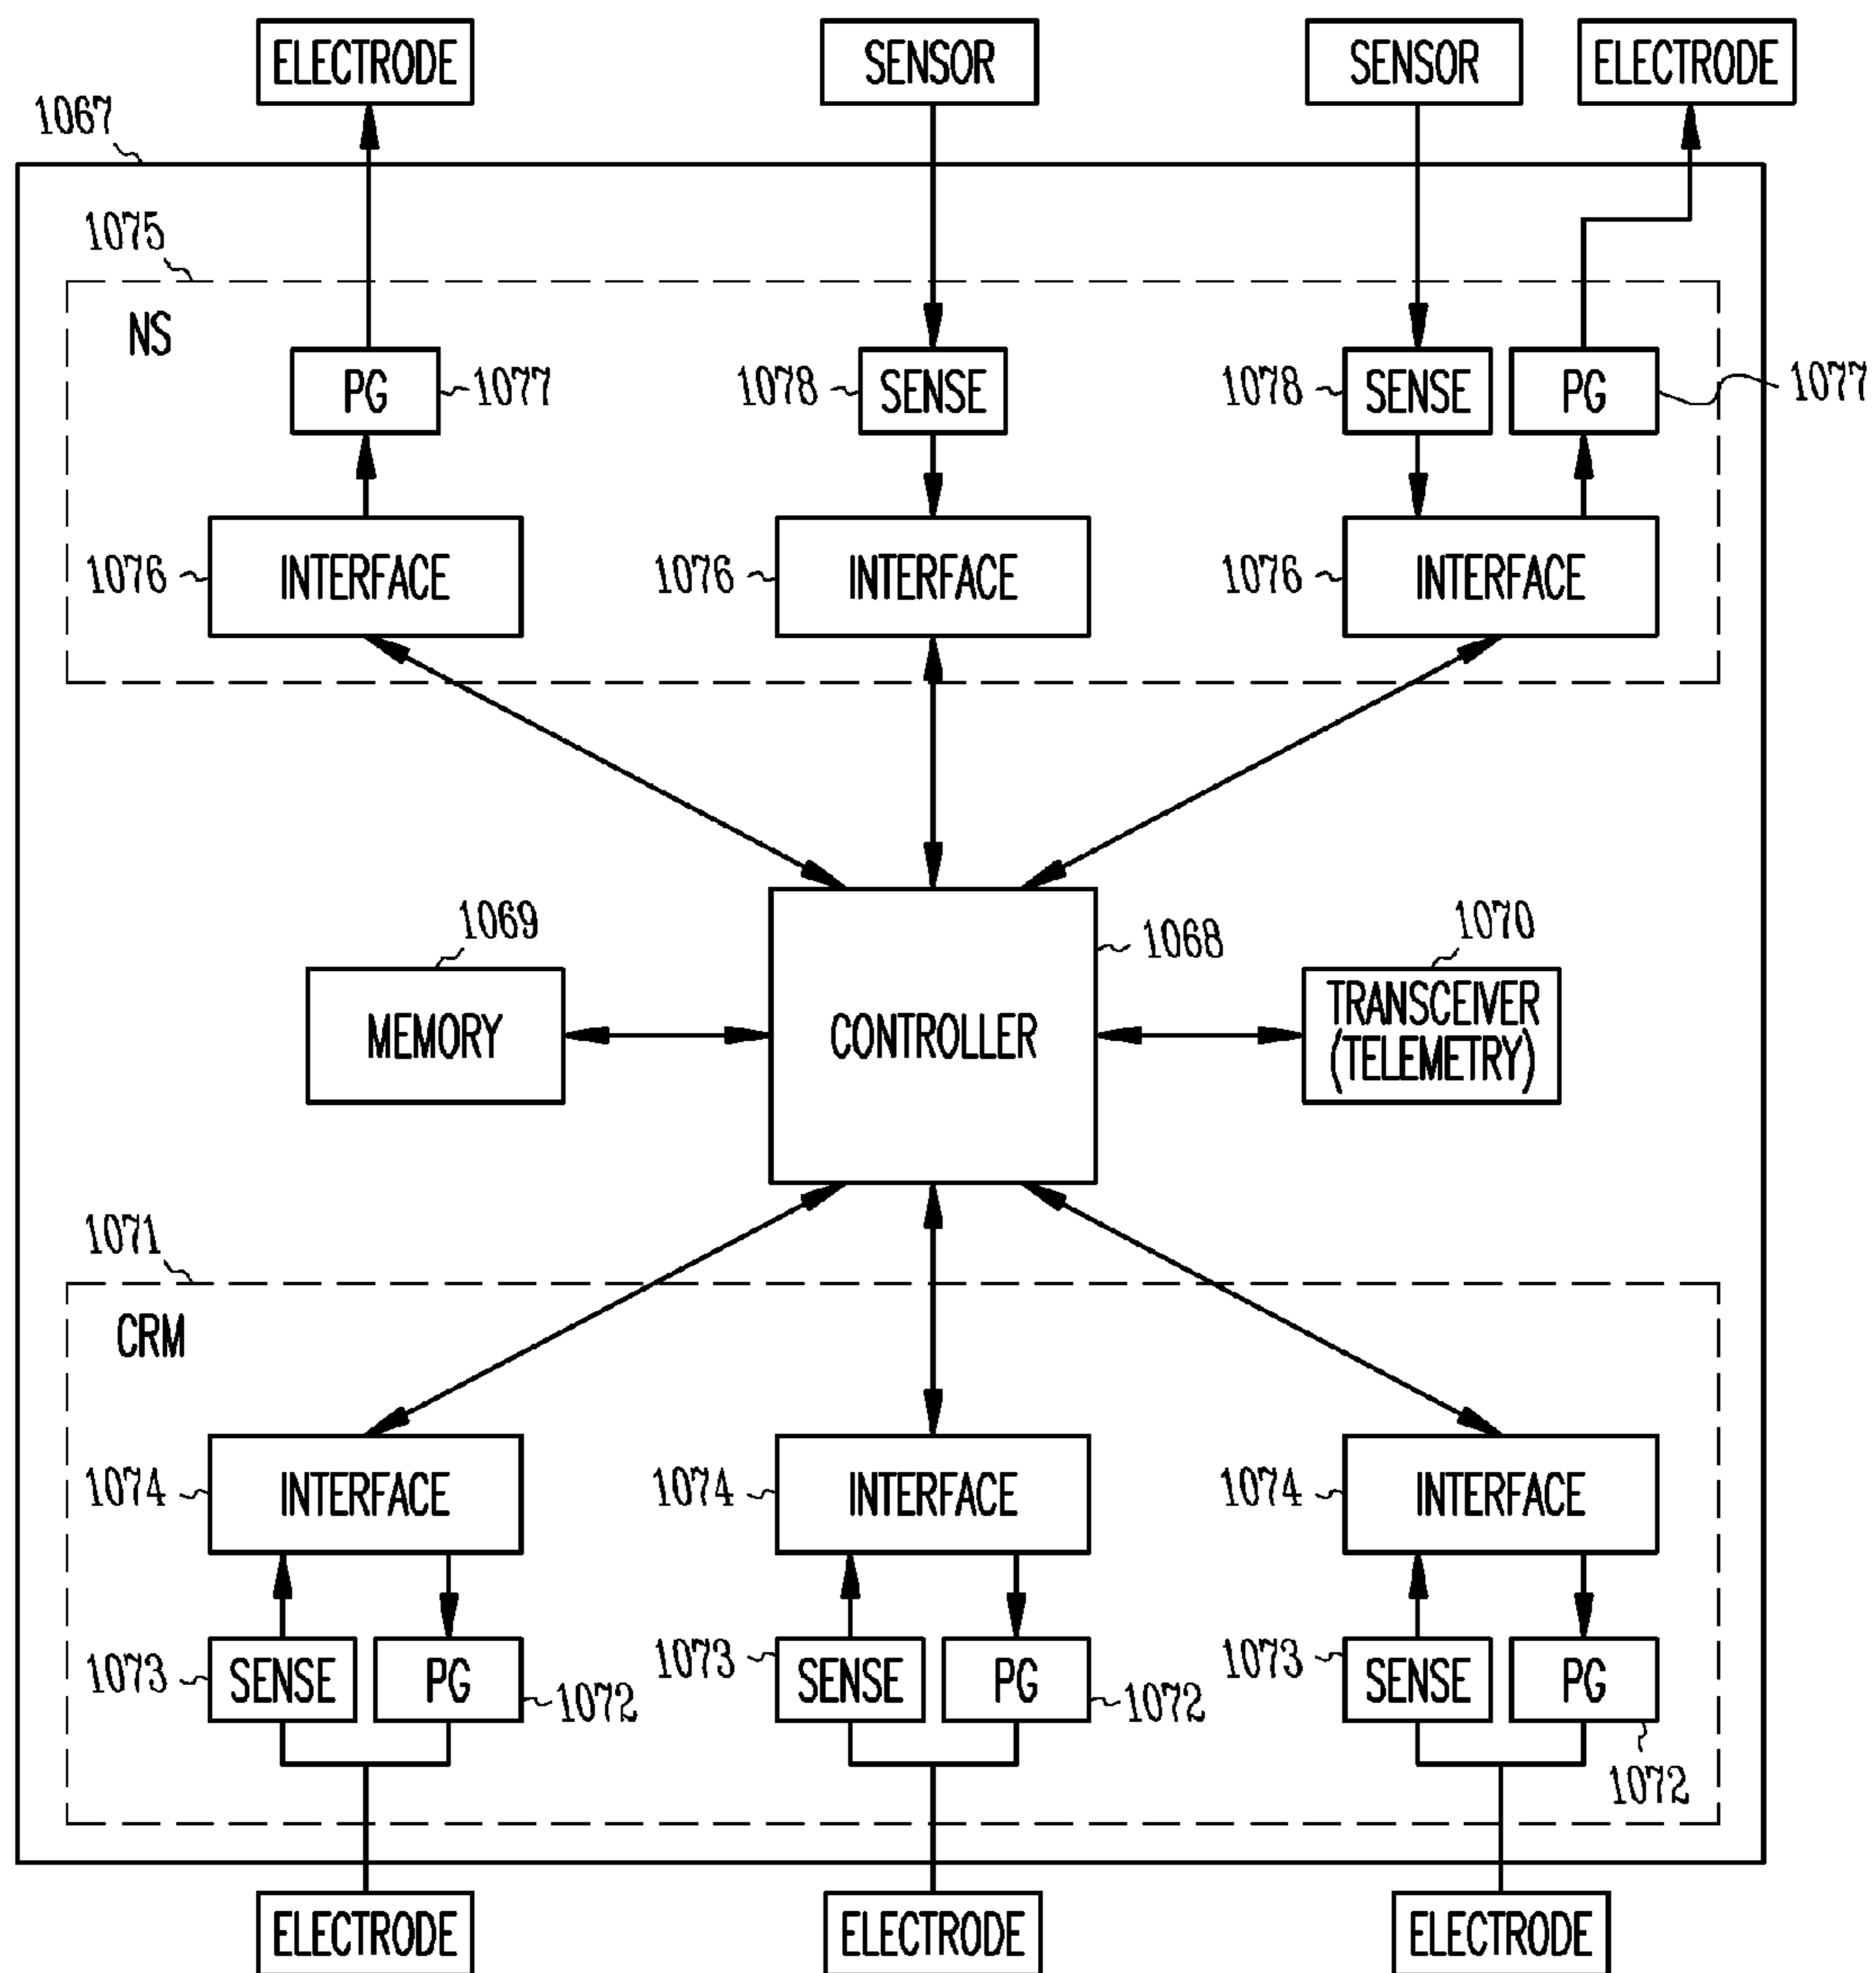 ELECTRODE
SENSOR
SENSOR
ELECTRODE
1067
1075
NS
PG
1077
1078
SENSE
1078
SENSE
PG
1077
1076
INTERFACE
1076
INTERFACE
1076
INTERFACE
1069
1068
1070
MEMORY
CONTROLLER
TRANSCEIVER
(TELEMETRY)
1071
CRM
1074
INTERFACE
1074
INTERFACE
1074
INTERFACE
1073
SENSE
PG
1072
1073
SENSE
PG
1072
1073
SENSE
PG
1072
ELECTRODE
ELECTRODE
ELECTRODE